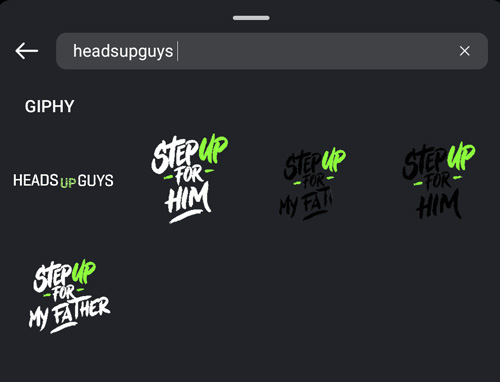 headsupguys
GIPHY
HEADS UP GUYS
STEP UP
FOR
HIM
STEP UP
FOR
MY FAT
STEP UP
FOR
HIM
STEP UP
FOR
MY FATHER